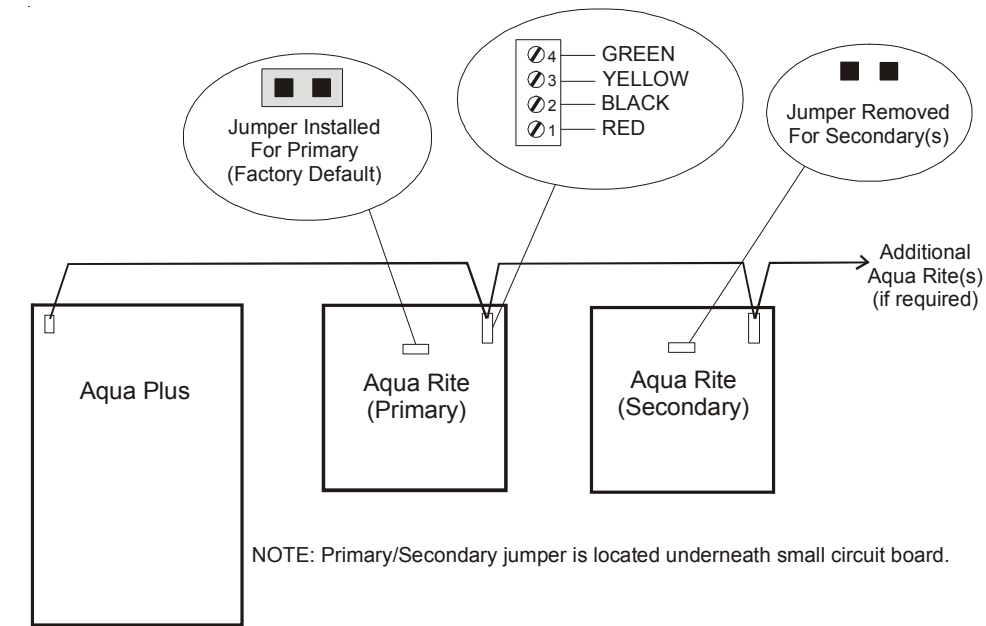 Jumper Installed
For Primary
(Factory Default)
4 GREEN
3 YELLOW
2 BLACK
1 RED
Jumper Removed
For Secondary(s)
Additional
Aqua Rite(s)
(if required)
Aqua Plus
Aqua Rite
(Primary)
Aqua Rite
(Secondary)
NOTE: Primary/Secondary jumper is located underneath small circuit board.